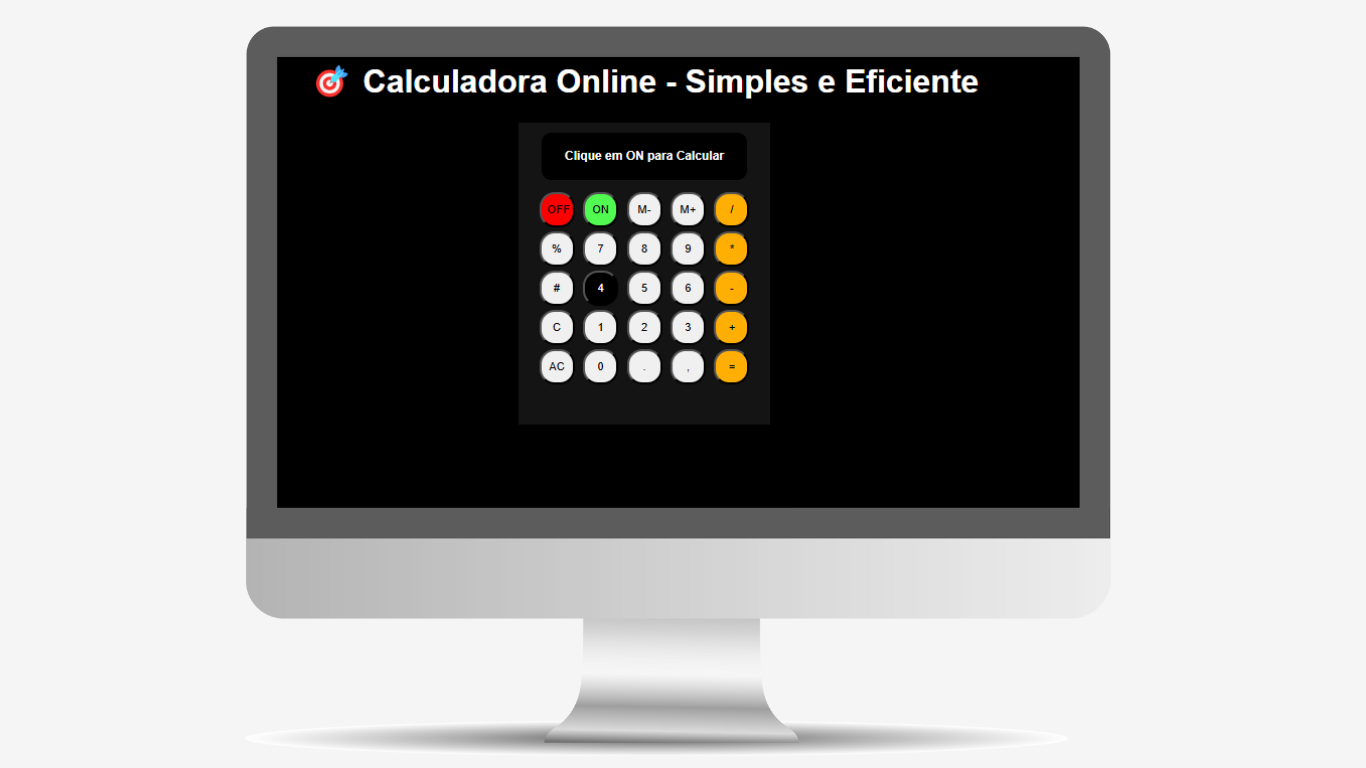 🎯 Calculadora Online - Simples e Eficiente
Clique em ON para Calcular
OFF ON M- M+ /
% 7 8 9 *
# 4 5 6 -
C 1 2 3 +
AC 0 . , =